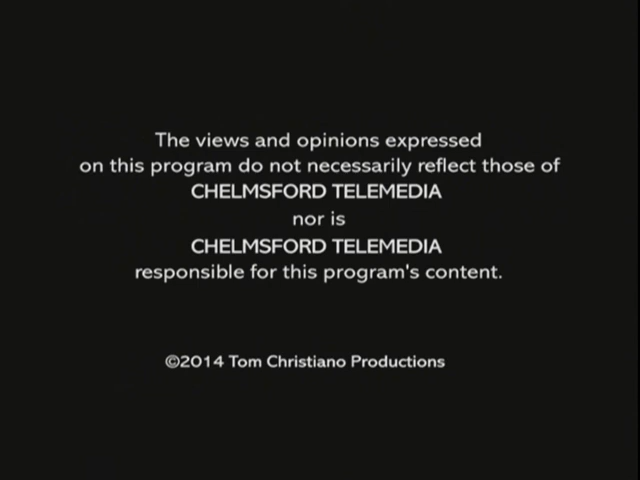 The views and opinions expressed
on this program do not necessarily reflect those of
CHELMSFORD TELEMEDIA
nor is
CHELMSFORD TELEMEDIA
responsible for this program's content.
©2014 Tom Christiano Productions